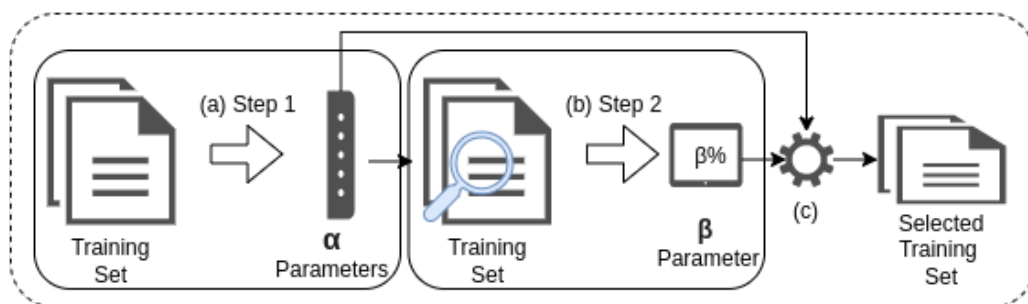 (a) Step 1
Training
Set
α
Parameters
(b) Step 2
Training
Set
β%
β
Parameter
(c)
Selected
Training
Set